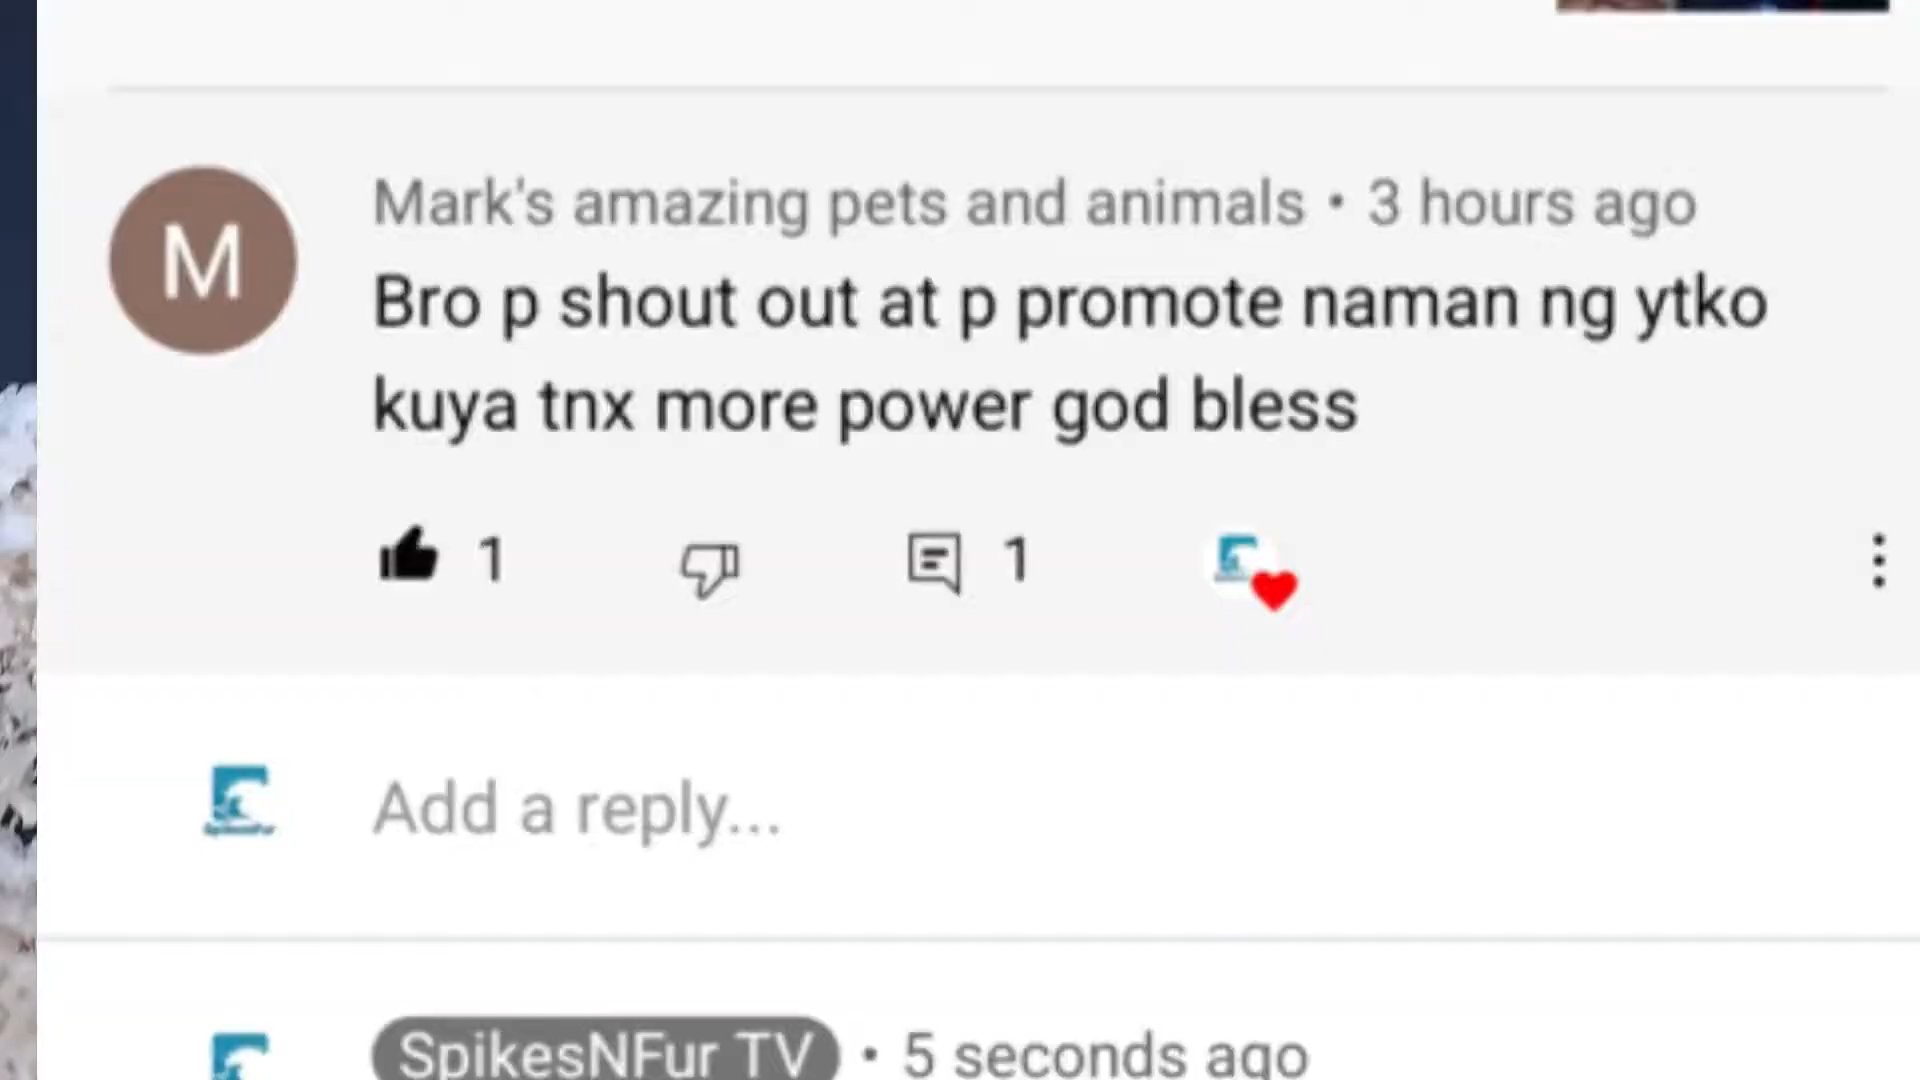 M
Mark's amazing pets and animals • 3 hours ago
Bro p shout out at p promote naman ng ytko
kuya tnx more power god bless
1
1
Add a reply...
SpikesNFur TV • 5 seconds ago